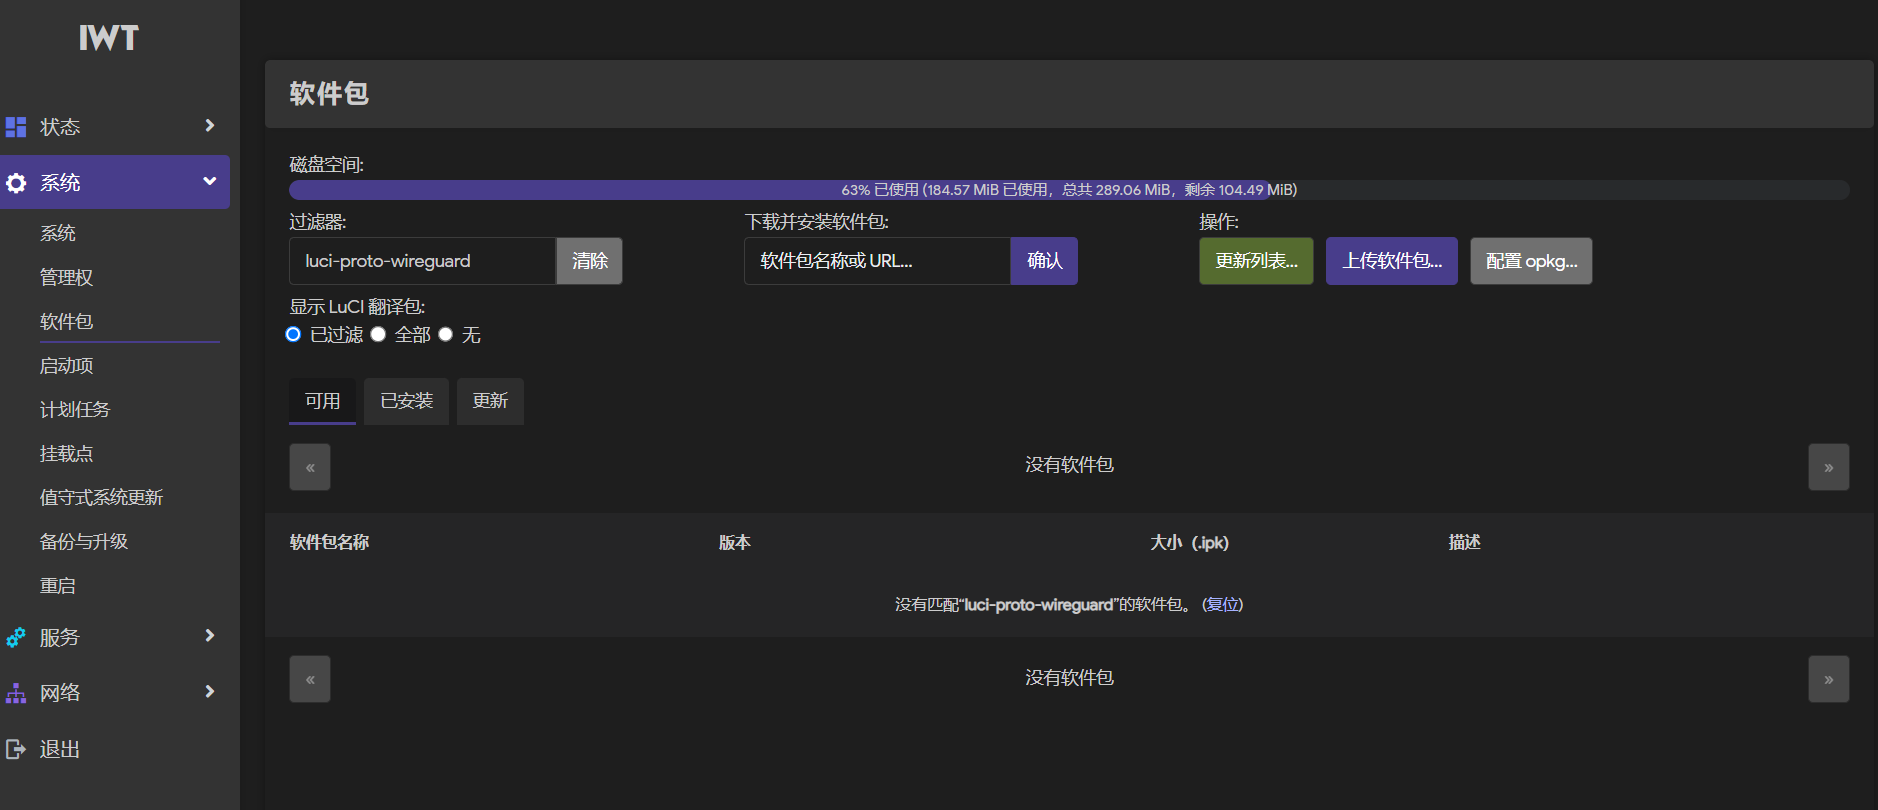 IWT
状态
系统
系统
管理权
软件包
启动项
计划任务
挂载点
值守式系统更新
备份与升级
重启
服务
网络
退出
软件包
磁盘空间:
63% 已使用 (184.57 MiB 已使用，总共 289.06 MiB，剩余 104.49 MiB)
过滤器: 下载并安装软件包: 操作:
luci-proto-wireguard 清除 软件包名称或 URL... 确认 更新列表... 上传软件包... 配置 opkg...
显示 LuCI 翻译包:
已过滤 全部 无
可用 已安装 更新
« 没有软件包 »
软件包名称 版本 大小（.ipk) 描述
没有匹配“luci-proto-wireguard”的软件包。 (复位)
« 没有软件包 »